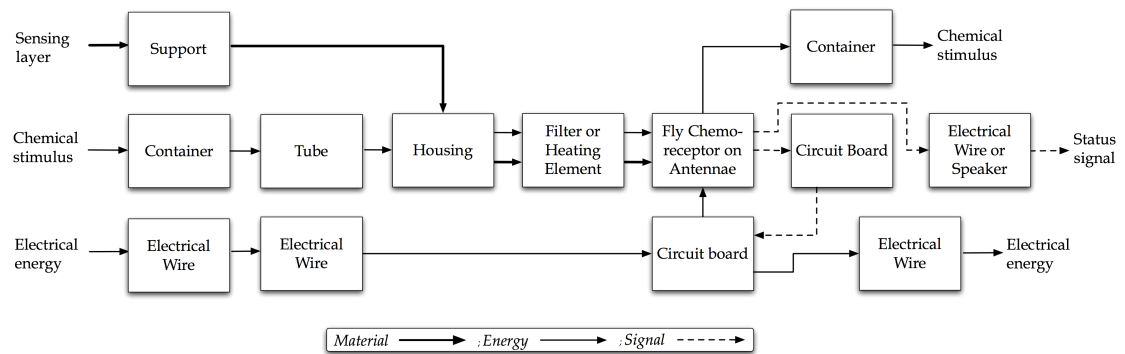 Sensing
layer
Support
Container
Chemical
stimulus
Chemical
stimulus
Container
Tube
Housing
Filter or
Heating
Element
Fly Chemo-
receptor on
Antennae
Circuit Board
Electrical
Wire or
Speaker
Status
signal
Electrical
energy
Electrical
Wire
Electrical
Wire
Circuit board
Electrical
Wire
Electrical
energy
Material ; Energy ; Signal